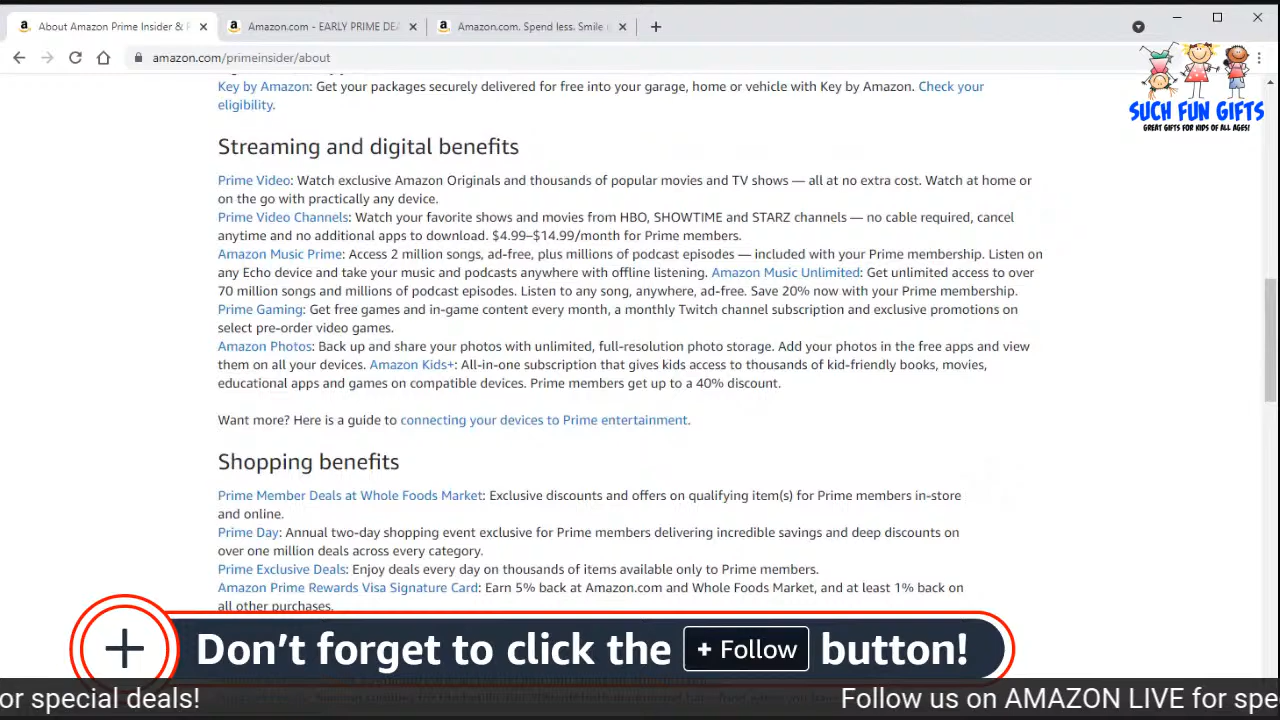 About Amazon Prime Insider & P
Amazon.com - EARLY PRIME DEA
Amazon.com. Spend less. Smile
amazon.com/primeinsider/about
SUCH FUN GIFTS
GREAT GIFTS FOR KIDS OF ALL AGES!
Key by Amazon: Get your packages securely delivered for free into your garage, home or vehicle with Key by Amazon. Check your
eligibility.
Streaming and digital benefits
Prime Video: Watch exclusive Amazon Originals and thousands of popular movies and TV shows — all at no extra cost. Watch at home or
on the go with practically any device.
Prime Video Channels: Watch your favorite shows and movies from HBO, SHOWTIME and STARZ channels — no cable required, cancel
anytime and no additional apps to download. $4.99–$14.99/month for Prime members.
Amazon Music Prime: Access 2 million songs, ad-free, plus millions of podcast episodes — included with your Prime membership. Listen on
any Echo device and take your music and podcasts anywhere with offline listening. Amazon Music Unlimited: Get unlimited access to over
70 million songs and millions of podcast episodes. Listen to any song, anywhere, ad-free. Save 20% now with your Prime membership.
Prime Gaming: Get free games and in-game content every month, a monthly Twitch channel subscription and exclusive promotions on
select pre-order video games.
Amazon Photos: Back up and share your photos with unlimited, full-resolution photo storage. Add your photos in the free apps and view
them on all your devices. Amazon Kids+: All-in-one subscription that gives kids access to thousands of kid-friendly books, movies,
educational apps and games on compatible devices. Prime members get up to a 40% discount.
Want more? Here is a guide to connecting your devices to Prime entertainment.
Shopping benefits
Prime Member Deals at Whole Foods Market: Exclusive discounts and offers on qualifying item(s) for Prime members in-store
and online.
Prime Day: Annual two-day shopping event exclusive for Prime members delivering incredible savings and deep discounts on
over one million deals across every category.
Prime Exclusive Deals: Enjoy deals every day on thousands of items available only to Prime members.
Amazon Prime Rewards Visa Signature Card: Earn 5% back at Amazon.com and Whole Foods Market, and at least 1% back on
all other purchases.
Don't forget to click the + Follow button!
or special deals! Follow us on AMAZON LIVE for spe